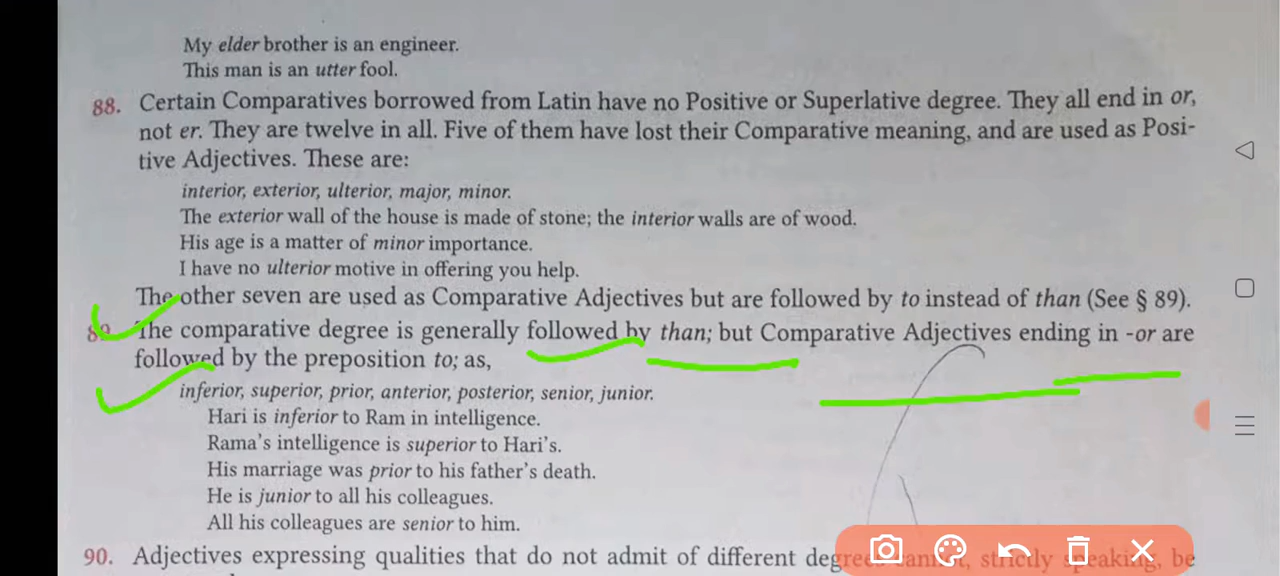 My elder brother is an engineer.
This man is an utter fool.
88. Certain Comparatives borrowed from Latin have no Positive or Superlative degree. They all end in or,
not er. They are twelve in all. Five of them have lost their Comparative meaning, and are used as Posi-
tive Adjectives. These are:
interior, exterior, ulterior, major, minor.
The exterior wall of the house is made of stone; the interior walls are of wood.
His age is a matter of minor importance.
I have no ulterior motive in offering you help.
The other seven are used as Comparative Adjectives but are followed by to instead of than (See § 89).
89. The comparative degree is generally followed by than; but Comparative Adjectives ending in -or are
followed by the preposition to; as,
inferior, superior, prior, anterior, posterior, senior, junior.
Hari is inferior to Ram in intelligence.
Rama's intelligence is superior to Hari's.
His marriage was prior to his father's death.
He is junior to all his colleagues.
All his colleagues are senior to him.
90. Adjectives expressing qualities that do not admit of different degrees cannot, strictly speaking, be